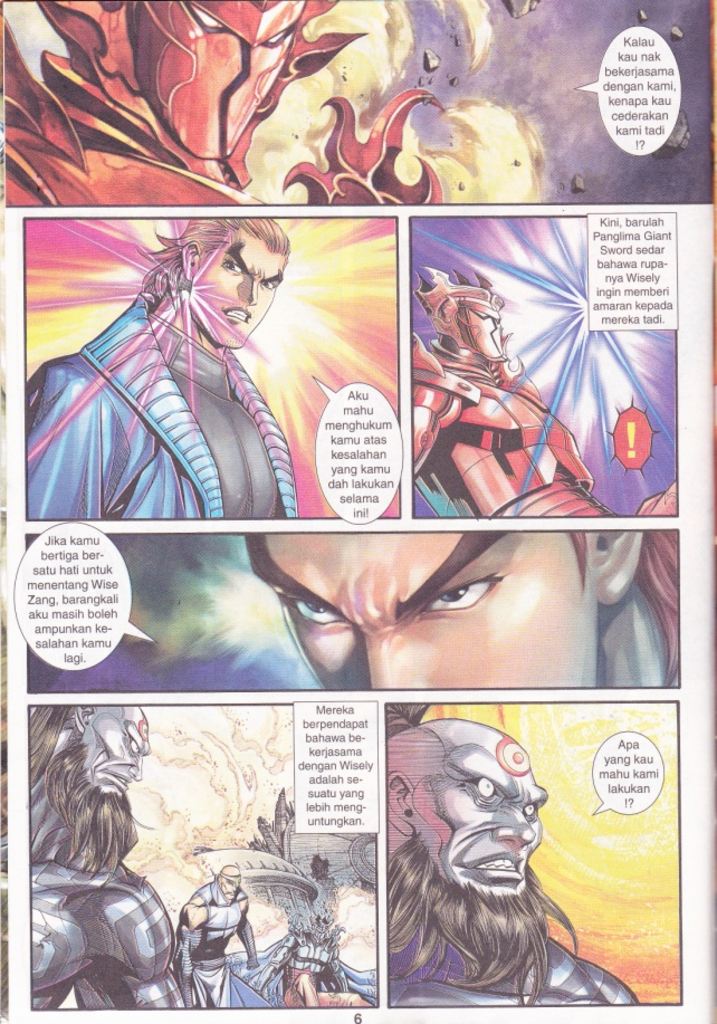 Kalau
kau nak
bekerjasama
dengan kami,
kenapa kau
cederakan
kami tadi
!?
Aku
mahu
menghukum
kamu atas
kesalahan
yang kamu
dah lakukan
selama
ini!
Kini, barulah
Panglima Giant
Sword sedar
bahawa rupa-
nya Wisely
ingin memberi
amaran kepada
mereka tadi.
!
Jika kamu
bertiga ber-
satu hati untuk
menentang Wise
Zang, barangkali
aku masih boleh
ampunkan ke-
salahan kamu
lagi.
Mereka
berpendapat
bahawa be-
kerjasama
dengan Wisely
adalah se-
suatu yang
lebih meng-
untungkan.
Apa
yang kau
mahu kami
lakukan
!?
6